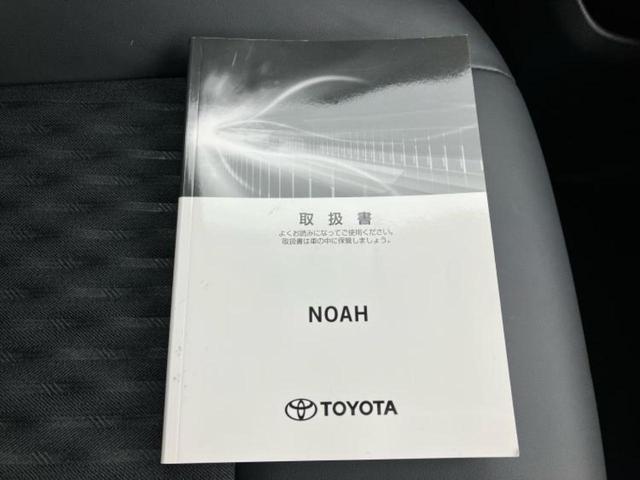 取扱書
よくお読みになってご使用ください。
取扱書は車の中に保管しましょう。
NOAH
TOYOTA